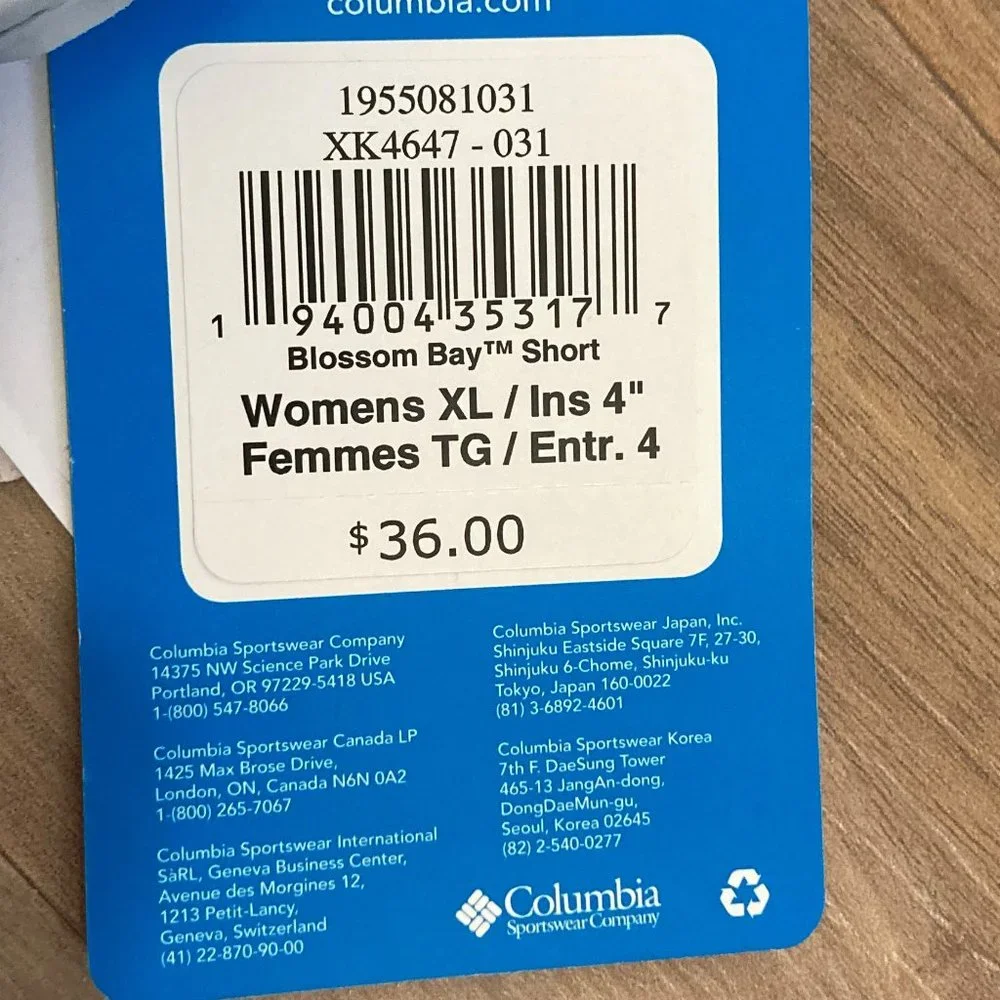 columbia.com
1955081031
XK4647 - 031
1 94004 35317 7
Blossom Bay™ Short
Womens XL / Ins 4"
Femmes TG / Entr. 4
$36.00
Columbia Sportswear Company
14375 NW Science Park Drive
Portland, OR 97229-5418 USA
1-(800) 547-8066
Columbia Sportswear Canada LP
1425 Max Brose Drive,
London, ON, Canada N6N 0A2
1-(800) 265-7067
Columbia Sportswear International
SàRL, Geneva Business Center,
Avenue des Morgines 12,
1213 Petit-Lancy,
Geneva, Switzerland
(41) 22-870-90-00
Columbia Sportswear Japan, Inc.
Shinjuku Eastside Square 7F, 27-30,
Shinjuku 6-Chome, Shinjuku-ku
Tokyo, Japan 160-0022
(81) 3-6892-4601
Columbia Sportswear Korea
7th F. DaeSung Tower
465-13 JangAn-dong,
DongDaeMun-gu,
Seoul, Korea 02645
(82) 2-540-0277
Columbia
Sportswear Company